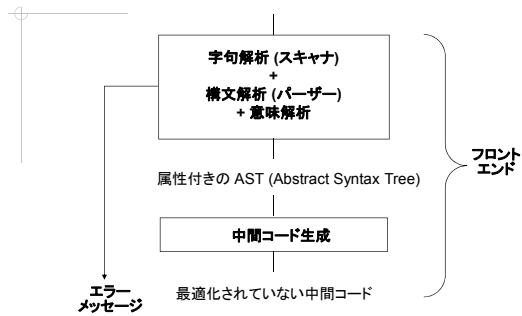 字句解析 (スキャナ)
+
構文解析 (パーザー)
+ 意味解析
属性付きの AST (Abstract Syntax Tree)
フロント
エンド
中間コード生成
エラー
メッセージ
最適化されていない中間コード